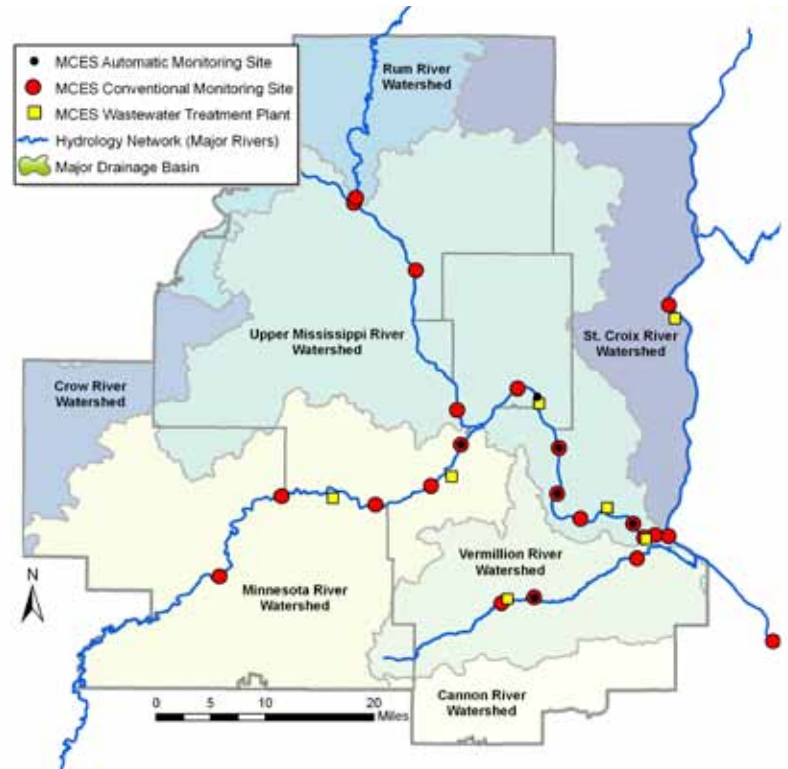 MCES Automatic Monitoring Site
MCES Conventional Monitoring Site
MCES Wastewater Treatment Plant
Hydrology Network (Major Rivers)
Major Drainage Basin
Rum River
Watershed
Upper Mississippi River
Watershed
St. Croix River
Watershed
Crow River
Watershed
Vermillion River
Watershed
Minnesota River
Watershed
N
Cannon River
Watershed
0 5 10 20
Miles